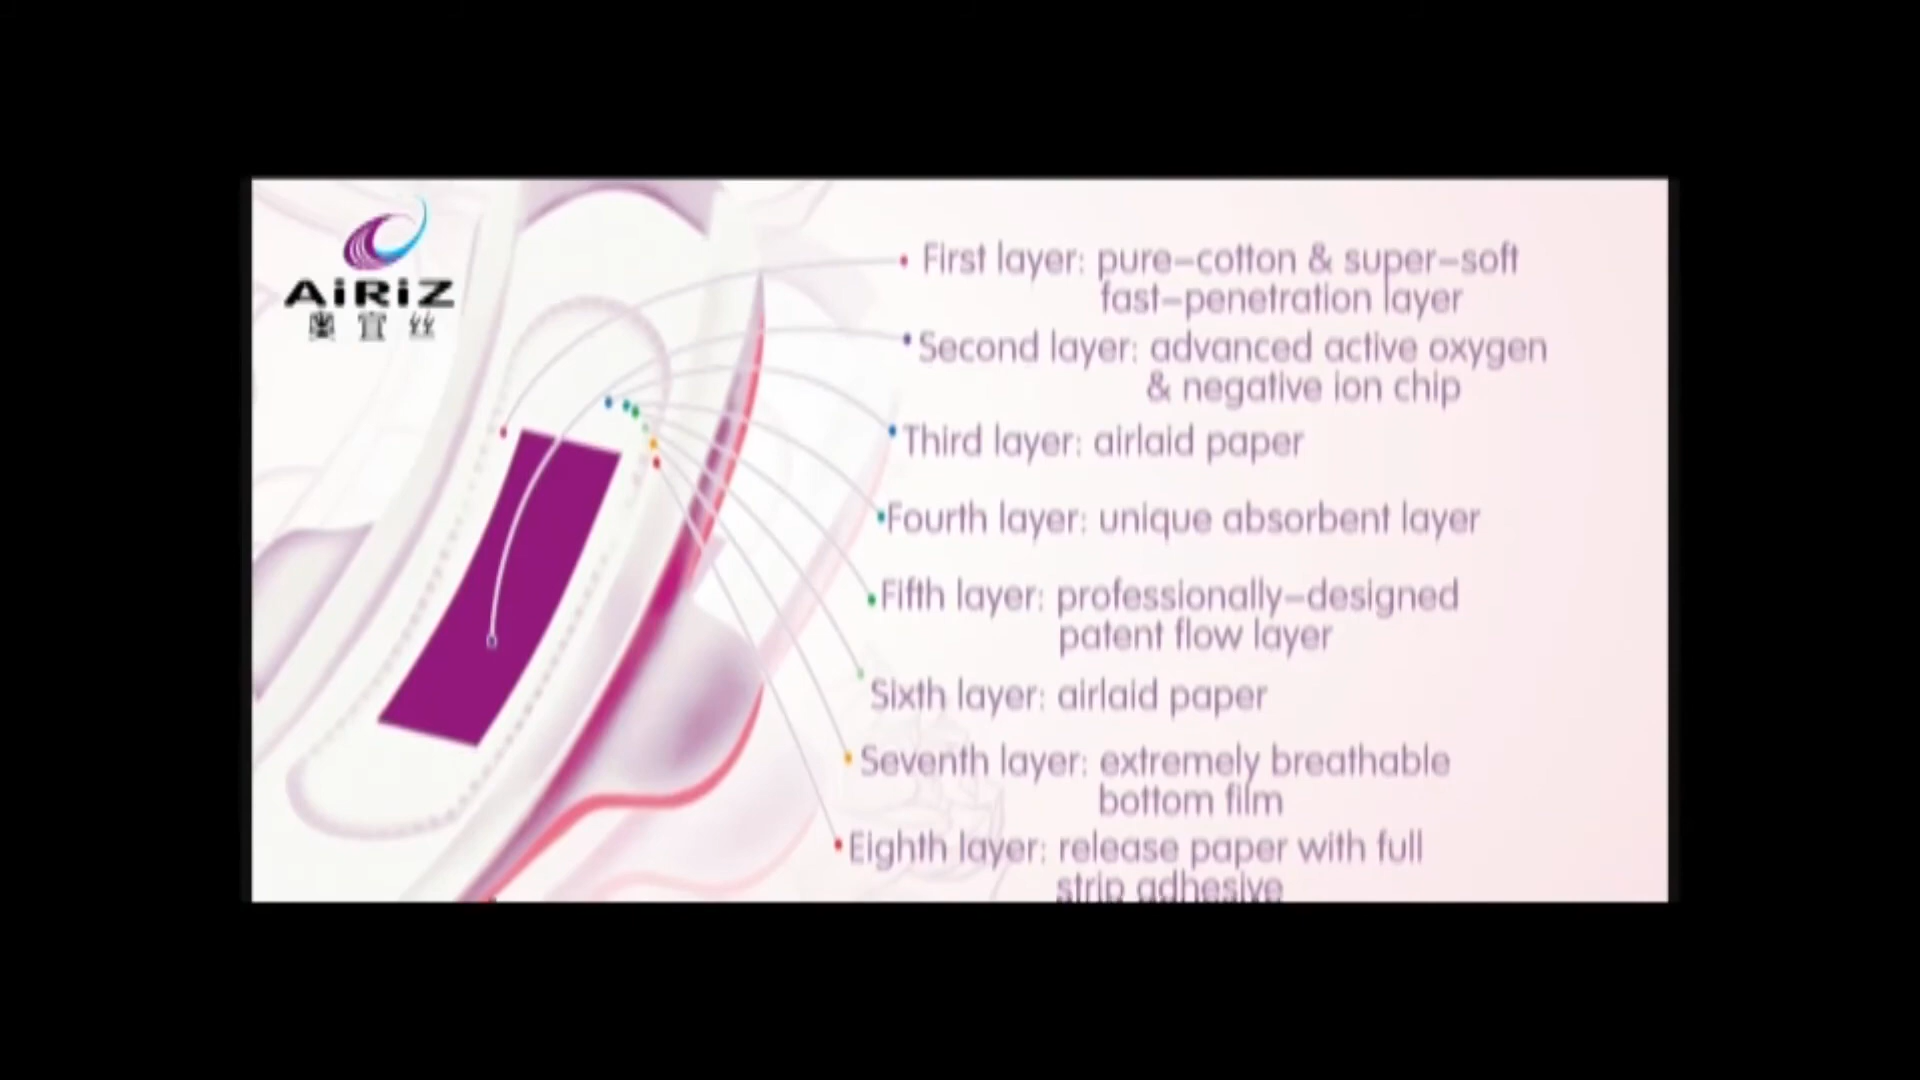 AiRiZ
奥宜丝
First layer: pure-cotton & super-soft
fast-penetration layer
Second layer: advanced active oxygen
& negative ion chip
Third layer: airlaid paper
Fourth layer: unique absorbent layer
Fifth layer: professionally-designed
patent flow layer
Sixth layer: airlaid paper
Seventh layer: extremely breathable
bottom film
Eighth layer: release paper with full
strip adhesive